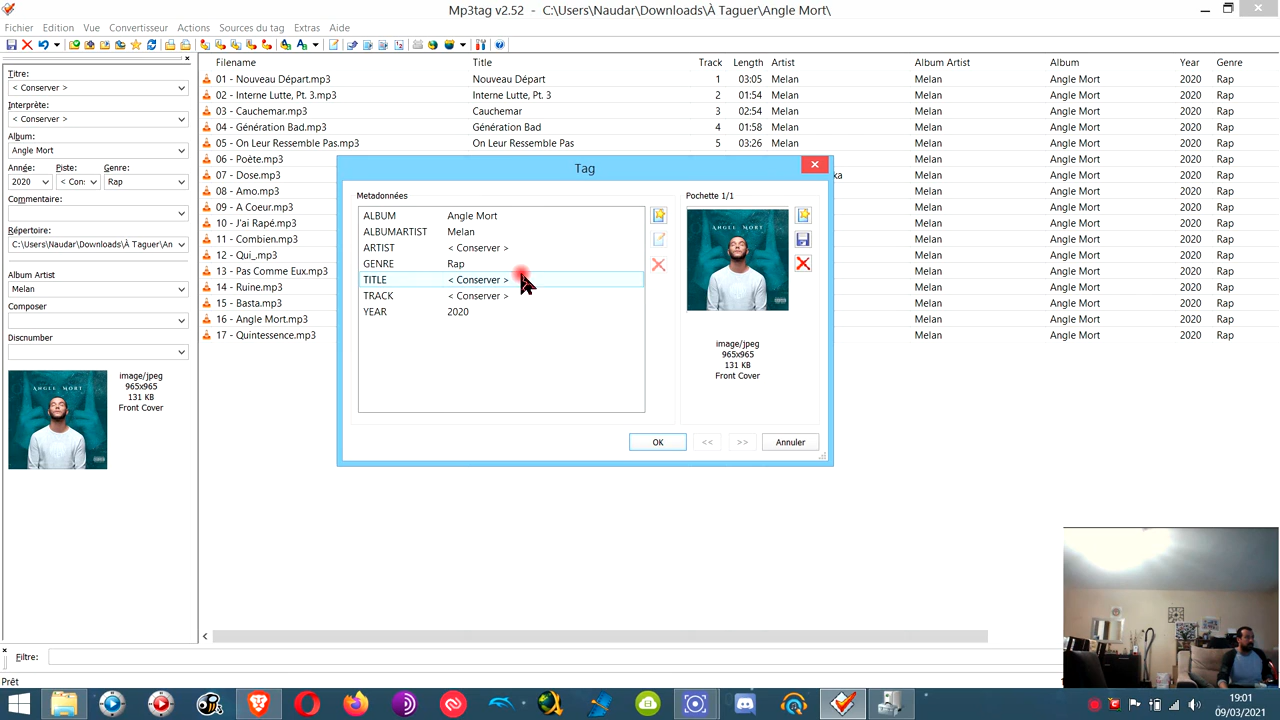 Mp3tag v2.52 - C:\Users\Naudar\Downloads\À Taguer\Angle Mort\
Fichier Edition Vue Convertisseur Actions Sources du tag Extras Aide
Titre:
< Conserver >
Interprète:
< Conserver >
Album:
Angle Mort
Année: Piste: Genre:
2020 < Con: Rap
Commentaire:
Répertoire:
C:\Users\Naudar\Downloads\À Taguer\An
Album Artist
Melan
Composer
Discnumber
ANGLE MORT
image/jpeg
965x965
131 KB
Front Cover
Filename Title Track Length Artist Album Artist Album Year Genre
01 - Nouveau Départ.mp3 Nouveau Départ 1 03:05 Melan Melan Angle Mort 2020 Rap
02 - Interne Lutte, Pt. 3.mp3 Interne Lutte, Pt. 3 2 01:54 Melan Melan Angle Mort 2020 Rap
03 - Cauchemar.mp3 Cauchemar 3 02:54 Melan Melan Angle Mort 2020 Rap
04 - Génération Bad.mp3 Génération Bad 4 01:58 Melan Melan Angle Mort 2020 Rap
05 - On Leur Ressemble Pas.mp3 On Leur Ressemble Pas 5 03:26 Melan Melan Angle Mort 2020 Rap
06 - Poète.mp3 Melan Angle Mort 2020 Rap
07 - Dose.mp3 ka Melan Angle Mort 2020 Rap
08 - Amo.mp3 Melan Angle Mort 2020 Rap
09 - A Coeur.mp3 Melan Angle Mort 2020 Rap
10 - J'ai Rapé.mp3 Melan Angle Mort 2020 Rap
11 - Combien.mp3 Melan Angle Mort 2020 Rap
12 - Qui_.mp3 Melan Angle Mort 2020 Rap
13 - Pas Comme Eux.mp3 Melan Angle Mort 2020 Rap
14 - Ruine.mp3 Melan Angle Mort 2020 Rap
15 - Basta.mp3 Melan Angle Mort 2020 Rap
16 - Angle Mort.mp3 Melan Angle Mort 2020 Rap
17 - Quintessence.mp3 Melan Angle Mort 2020 Rap
Tag
Metadonnées
ALBUM Angle Mort
ALBUMARTIST Melan
ARTIST < Conserver >
GENRE Rap
TITLE < Conserver >
TRACK < Conserver >
YEAR 2020
Pochette 1/1
ANGLE MORT
image/jpeg
965x965
131 KB
Front Cover
OK << >> Annuler
Filtre:
Prêt
19:01
09/03/2021